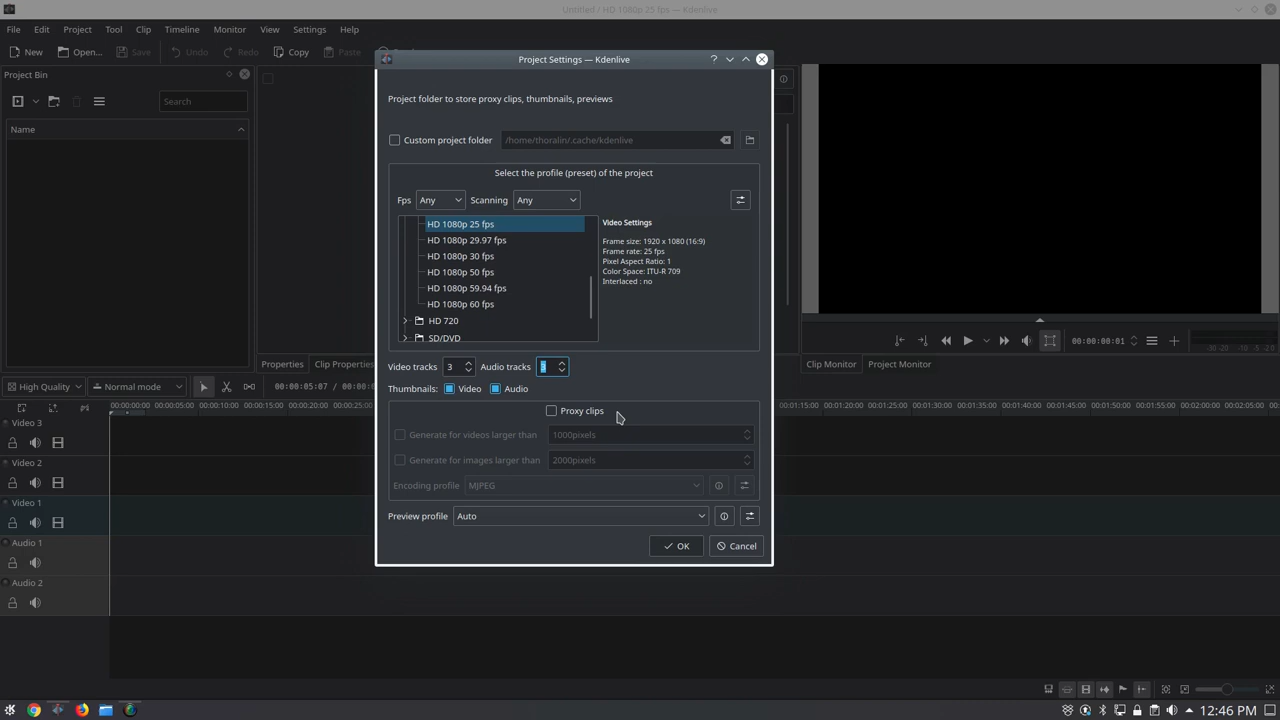 Untitled / HD 1080p 25 fps — Kdenlive
File Edit Project Tool Clip Timeline Monitor View Settings Help
New Open... Save Undo Redo Copy Paste
Project Bin
Search
Name
Project Settings — Kdenlive
Project folder to store proxy clips, thumbnails, previews
Custom project folder /home/thoralin/.cache/kdenlive
Select the profile (preset) of the project
Fps Any Scanning Any
HD 1080p 25 fps
HD 1080p 29.97 fps
HD 1080p 30 fps
HD 1080p 50 fps
HD 1080p 59.94 fps
HD 1080p 60 fps
HD 720
SD/DVD
Video Settings
Frame size: 1920 x 1080 (16:9)
Frame rate: 25 fps
Pixel Aspect Ratio: 1
Color Space: ITU-R 709
Interlaced : no
Video tracks 3 Audio tracks 3
Thumbnails: Video Audio
Proxy clips
Generate for videos larger than 1000pixels
Generate for images larger than 2000pixels
Encoding profile MJPEG
Preview profile Auto
OK Cancel
00:00:00:01
Properties Clip Properties
Clip Monitor Project Monitor
High Quality Normal mode 00:00:05:07
00:00:00:00 00:00:05:00 00:00:10:00 00:00:15:00 00:00:20:00 00:00:25:00 00:01:15:00 00:01:20:00 00:01:25:00 00:01:30:00 00:01:35:00 00:01:40:00 00:01:45:00 00:01:50:00 00:01:55:00 00:02:00:00 00:02:05:00
Video 3
Video 2
Video 1
Audio 1
Audio 2
12:46 PM